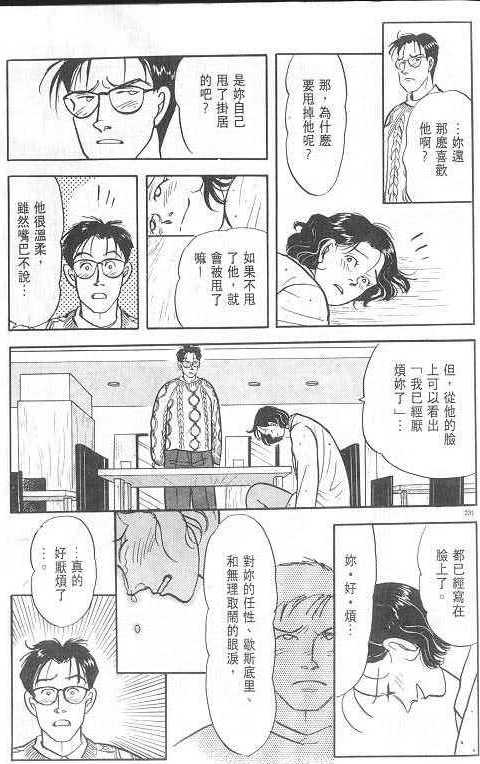 …妳還
那麼喜歡
他啊?
那,為什麼
要甩掉他呢?
是妳自己
甩了掛居
的吧?
如果不甩
了他,就
會被甩了
嘛!
他很溫柔,
雖然嘴巴不說…
但,從他的臉
上可以看出
「我已經厭
煩妳了」…
231
都已經寫在
臉上了。
妳・好・煩…
對妳的任性、歇斯底里、
和無理取鬧的眼淚,
…真的
好厭煩了
…。